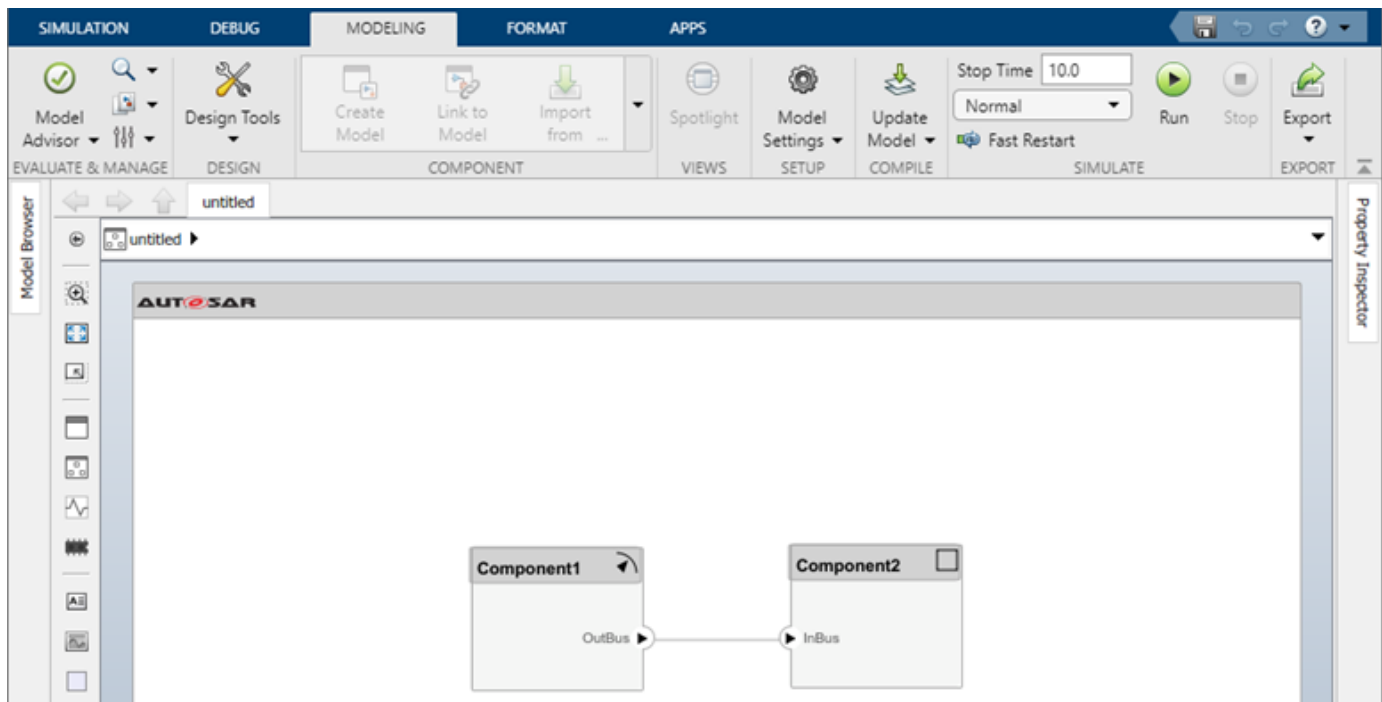 SIMULATION DEBUG MODELING FORMAT APPS
Model Advisor
Design Tools
Create Model
Link to Model
Import from ...
Spotlight
Model Settings
Update Model
Stop Time 10.0
Normal
Fast Restart
Run
Stop
Export
EVALUATE & MANAGE DESIGN COMPONENT VIEWS SETUP COMPILE SIMULATE EXPORT
Model Browser
untitled
untitled
Property Inspector
AUTOSAR
Component1
OutBus
Component2
InBus